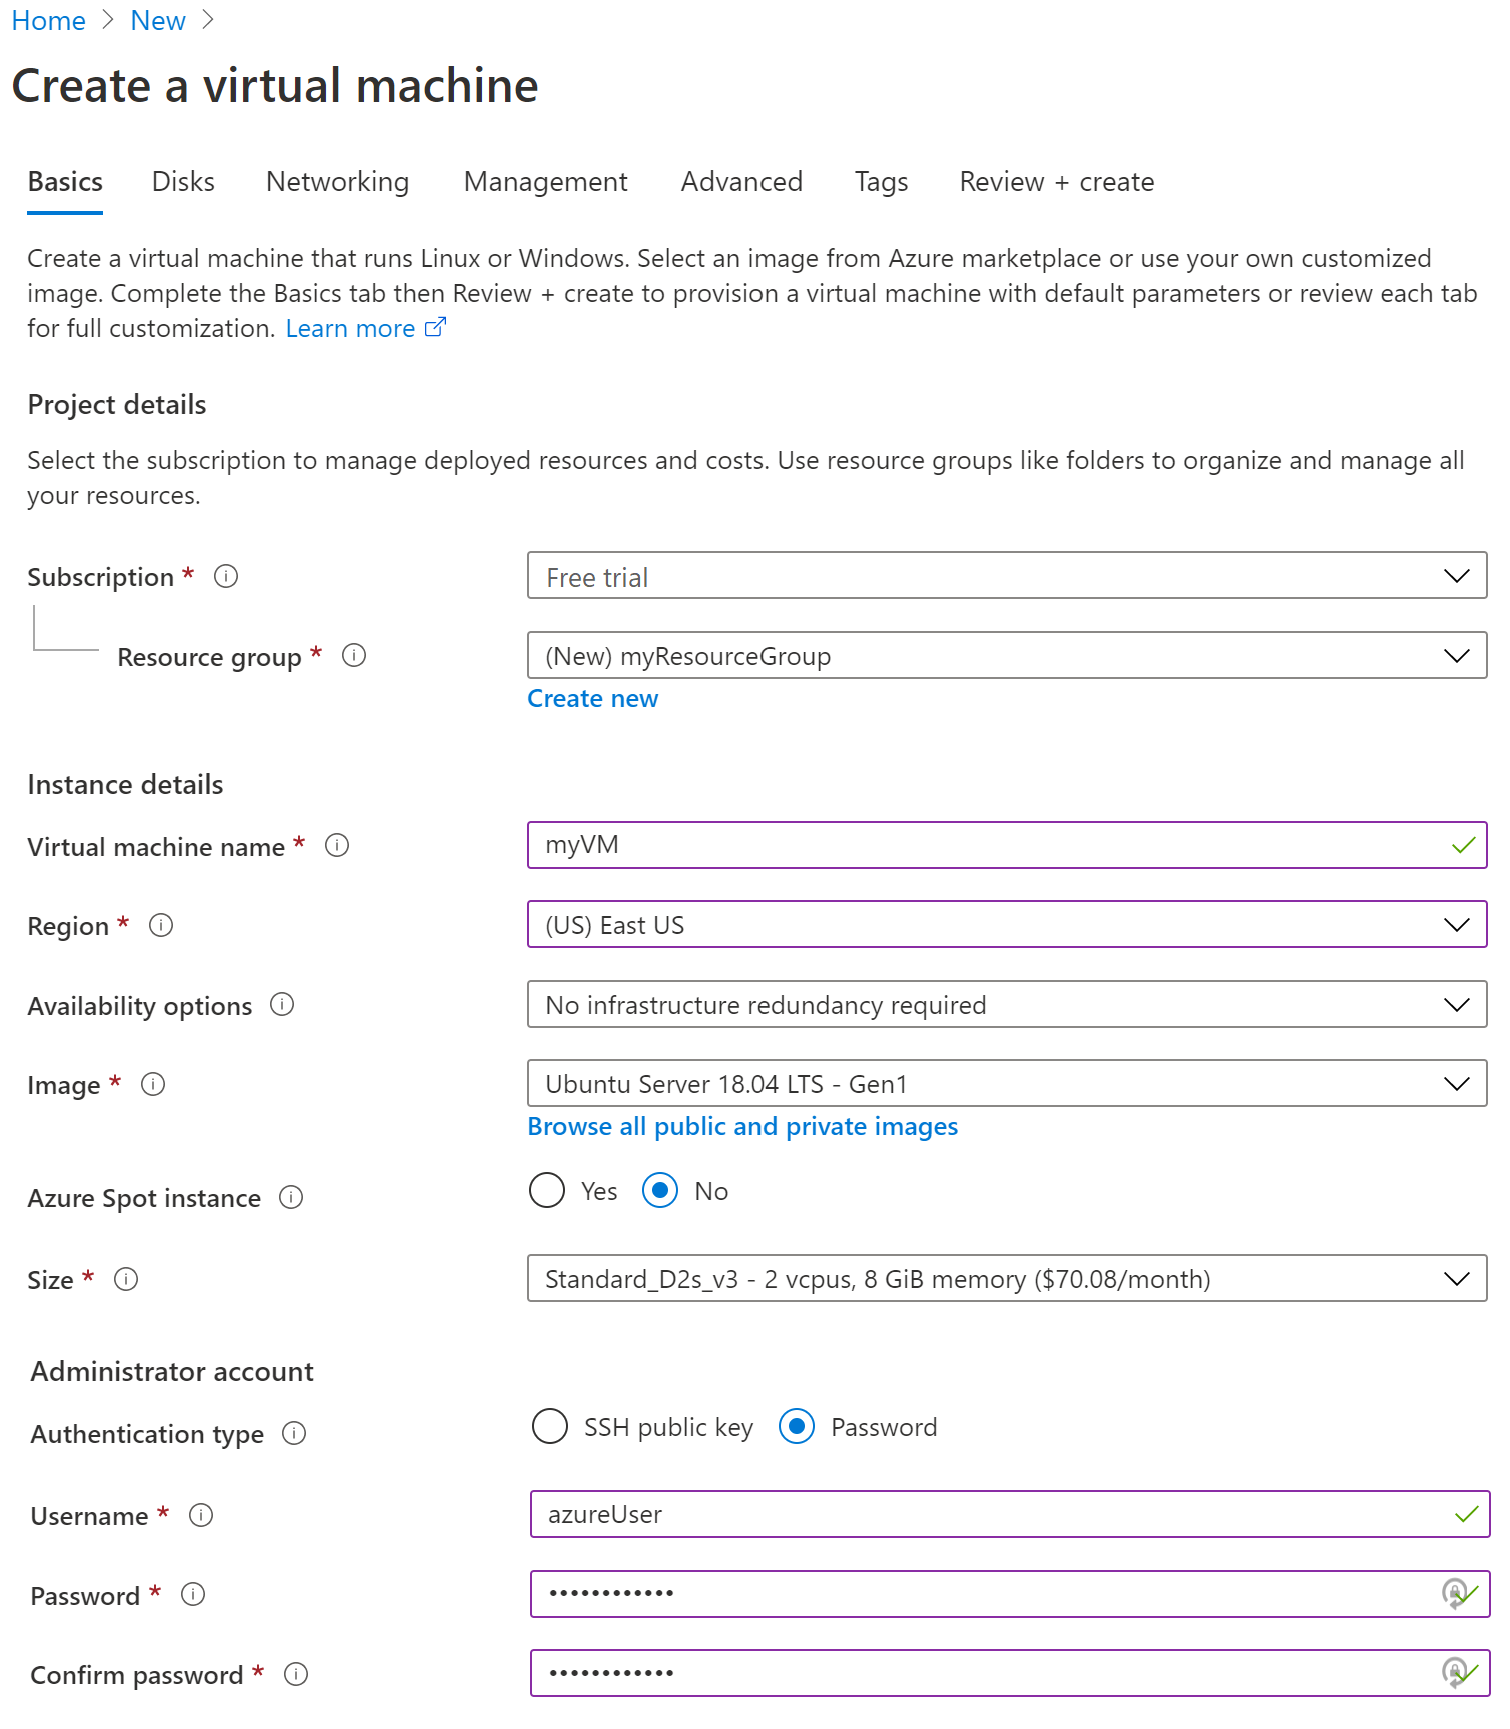 Home > New >
Create a virtual machine
Basics Disks Networking Management Advanced Tags Review + create
Create a virtual machine that runs Linux or Windows. Select an image from Azure marketplace or use your own customized
image. Complete the Basics tab then Review + create to provision a virtual machine with default parameters or review each tab
for full customization. Learn more
Project details
Select the subscription to manage deployed resources and costs. Use resource groups like folders to organize and manage all
your resources.
Subscription * Free trial
Resource group * (New) myResourceGroup
Create new
Instance details
Virtual machine name * myVM
Region * (US) East US
Availability options No infrastructure redundancy required
Image * Ubuntu Server 18.04 LTS - Gen1
Browse all public and private images
Azure Spot instance Yes No
Size * Standard_D2s_v3 - 2 vcpus, 8 GiB memory ($70.08/month)
Administrator account
Authentication type SSH public key Password
Username * azureUser
Password * ••••••••••••
Confirm password * ••••••••••••